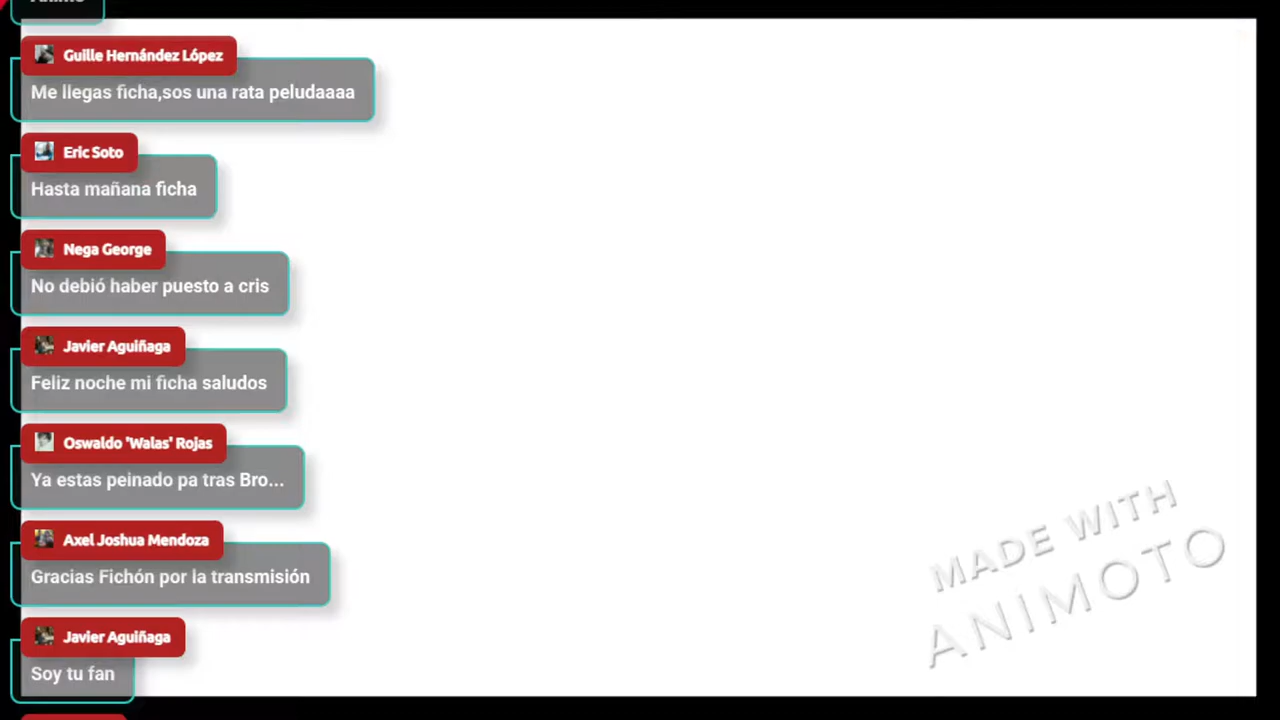 Animo
Guille Hernández López
Me llegas ficha,sos una rata peludaaaa
Eric Soto
Hasta mañana ficha
Nega George
No debió haber puesto a cris
Javier Aguiñaga
Feliz noche mi ficha saludos
Oswaldo 'Walas' Rojas
Ya estas peinado pa tras Bro...
Axel Joshua Mendoza
Gracias Fichón por la transmisión
Javier Aguiñaga
Soy tu fan
MADE WITH
ANIMOTO